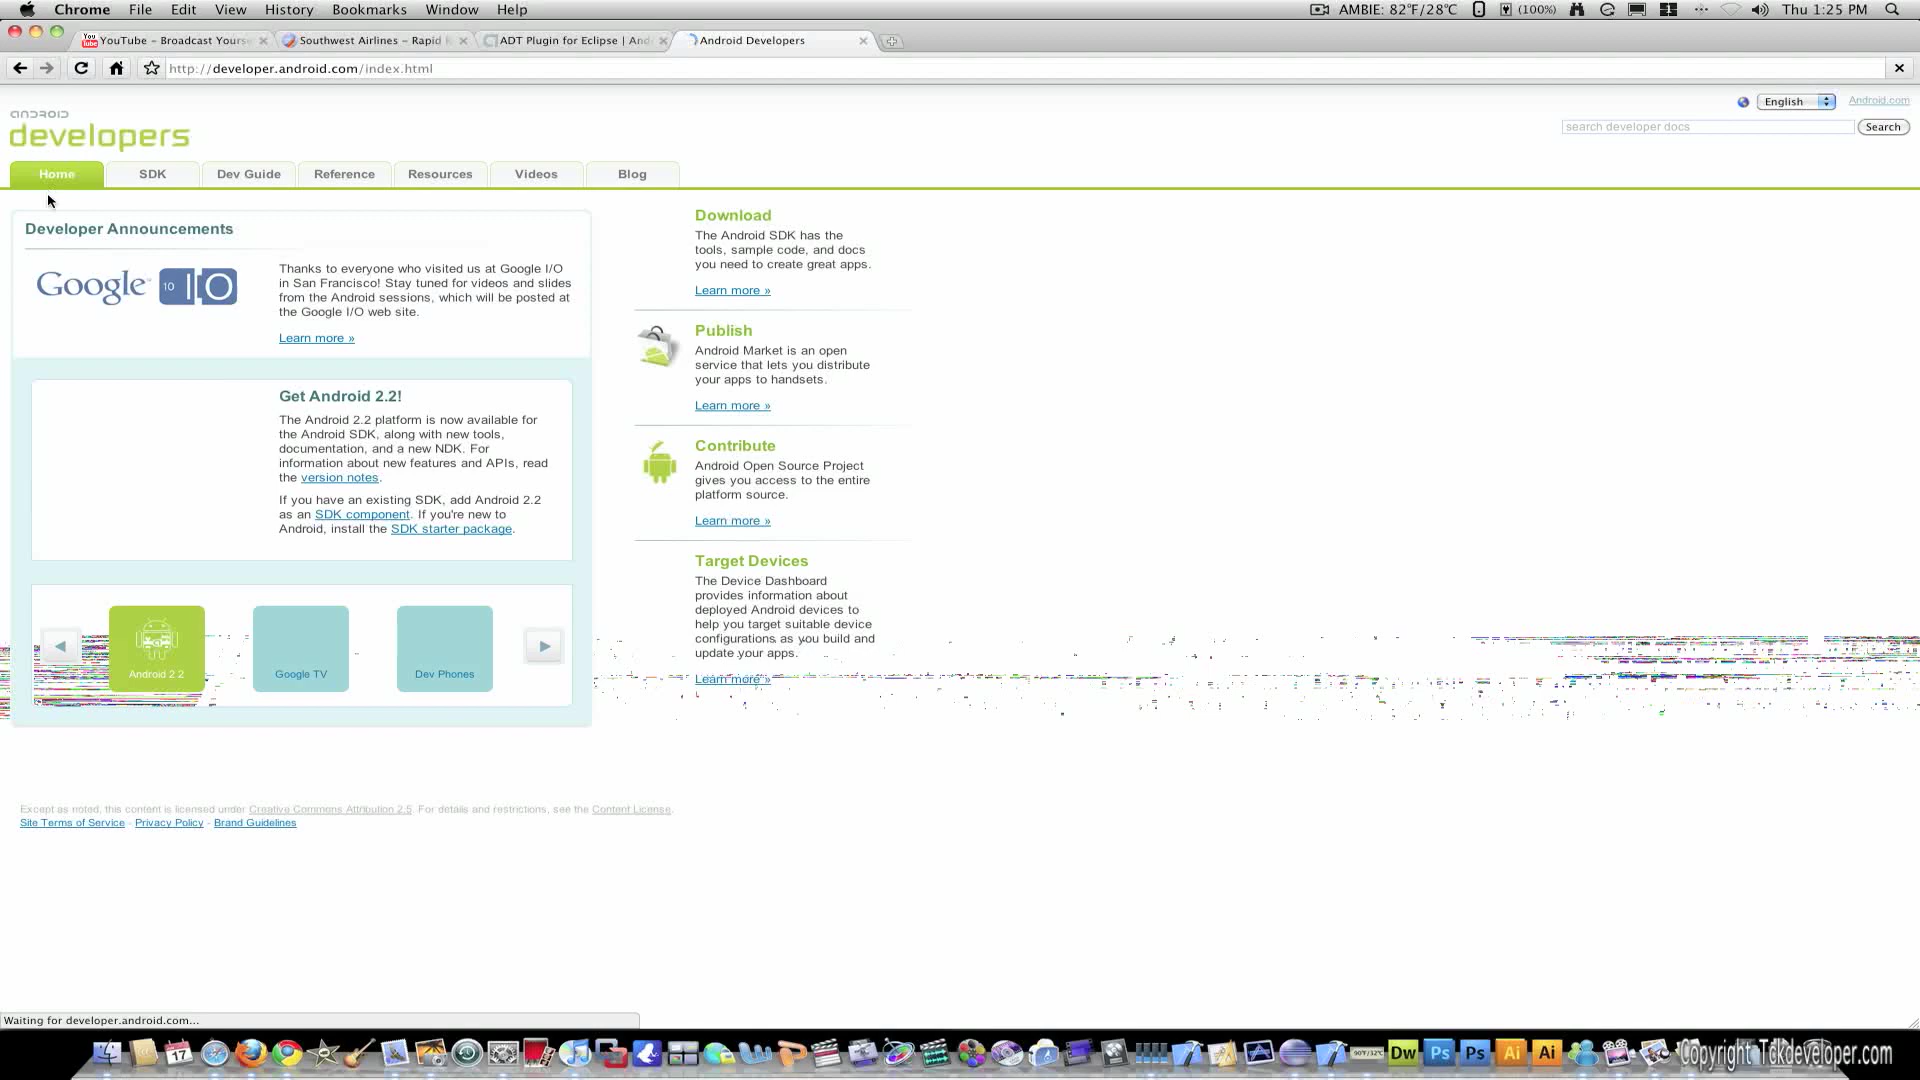 Chrome File Edit View History Bookmarks Window Help
AMBIE: 82°F/28°C (100%) Thu 1:25 PM
YouTube - Broadcast Yourse
Southwest Airlines - Rapid
ADT Plugin for Eclipse | And
Android Developers
http://developer.android.com/index.html
English
Android.com
android
developers
search developer docs
Search
Home SDK Dev Guide Reference Resources Videos Blog
Developer Announcements
Google 10 IO
Thanks to everyone who visited us at Google I/O
in San Francisco! Stay tuned for videos and slides
from the Android sessions, which will be posted at
the Google I/O web site.
Learn more »
Get Android 2.2!
The Android 2.2 platform is now available for
the Android SDK, along with new tools,
documentation, and a new NDK. For
information about new features and APIs, read
the version notes.
If you have an existing SDK, add Android 2.2
as an SDK component. If you're new to
Android, install the SDK starter package.
Android 2.2
Google TV
Dev Phones
Download
The Android SDK has the
tools, sample code, and docs
you need to create great apps.
Learn more »
Publish
Android Market is an open
service that lets you distribute
your apps to handsets.
Learn more »
Contribute
Android Open Source Project
gives you access to the entire
platform source.
Learn more »
Target Devices
The Device Dashboard
provides information about
deployed Android devices to
help you target suitable device
configurations as you build and
update your apps.
Learn more »
Except as noted, this content is licensed under Creative Commons Attribution 2.5. For details and restrictions, see the Content License.
Site Terms of Service - Privacy Policy - Brand Guidelines
Waiting for developer.android.com...
17
90°F/32°C
Dw Ps Ps Ai Ai
Copyright Tckdeveloper.com